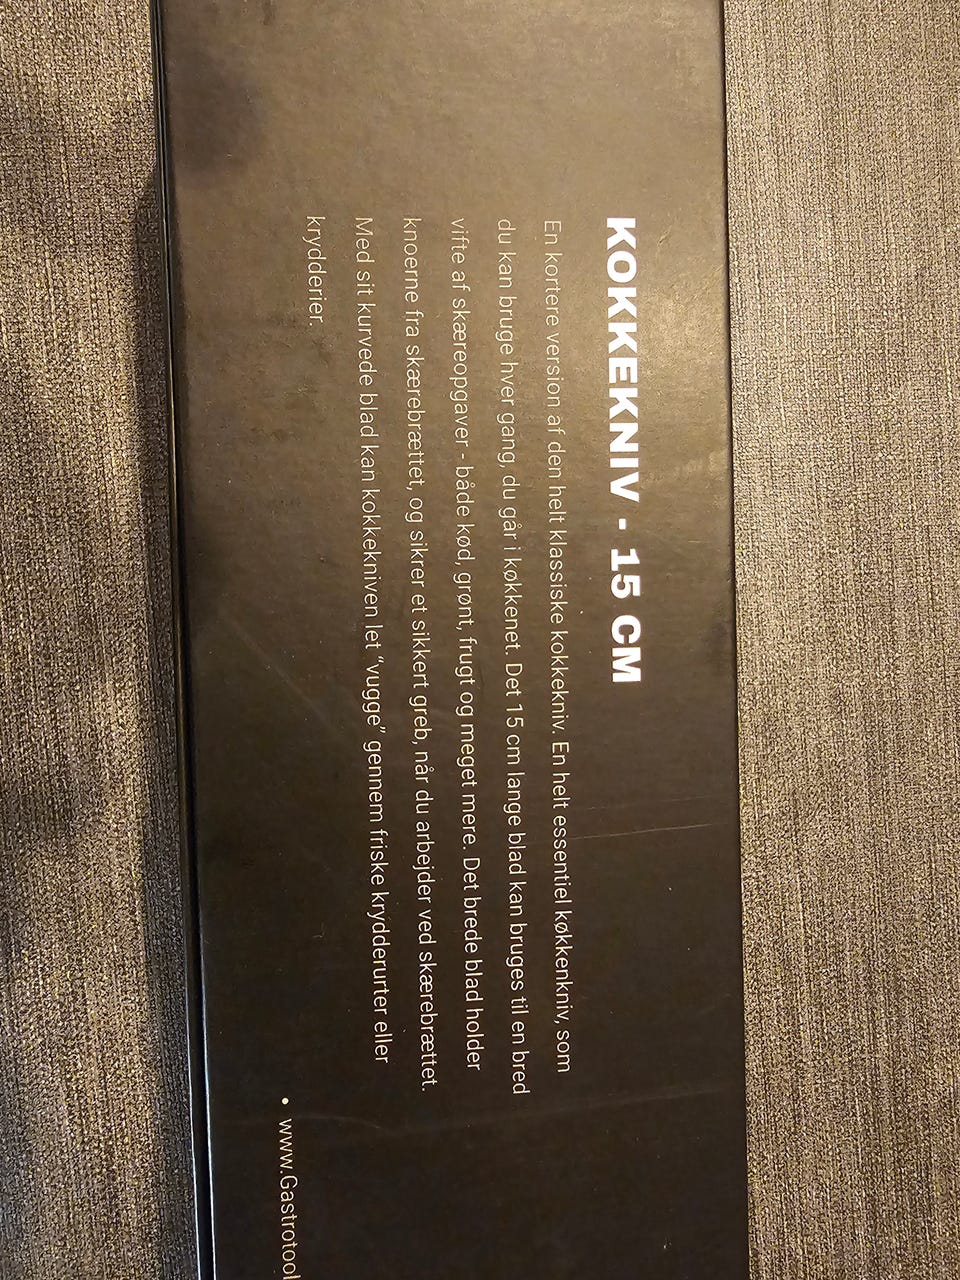 KOKKEKNIV - 15 CM
En kortere version af den helt klassiske kokkekniv. En helt essentiel køkkenkniv, som
du kan bruge hver gang, du går i køkkenet. Det 15 cm lange blad kan bruges til en bred
vifte af skæreopgaver - både kød, grønt, frugt og meget mere. Det brede blad holder
knoerne fra skærebrættet, og sikrer et sikkert greb, når du arbejder ved skærebrættet.
Med sit kurvede blad kan kokkekniven let "vugge" gennem friske krydderurter eller
krydderier.
• www.Gastrotool